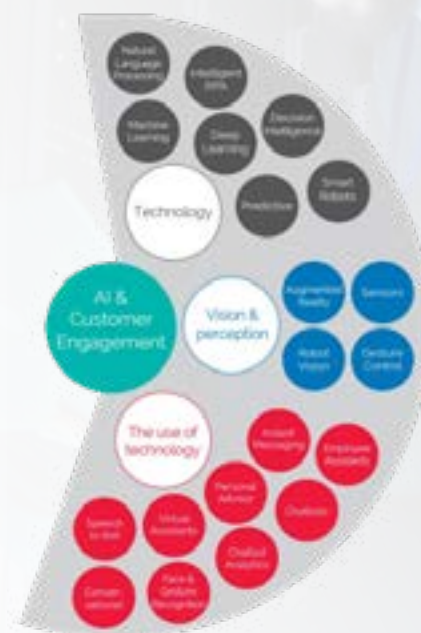 Natural
Language
Processing
Intelligent
RPA
Machine
Learning
Deep
Learning
Decision
Intelligence
Technology
Predictive
Smart
Robots
AI &
Customer
Engagement
Vision &
perception
Augmented
Reality
Sensors
Robot
Vision
Gesture
Control
The use of
technology
Instant
Messaging
Employee
Assistants
Personal
Advisor
Chatbots
Speech
to text
Virtual
Assistants
Chatbot
Analytics
Conver-
sational
Face &
Gesture
Recognition